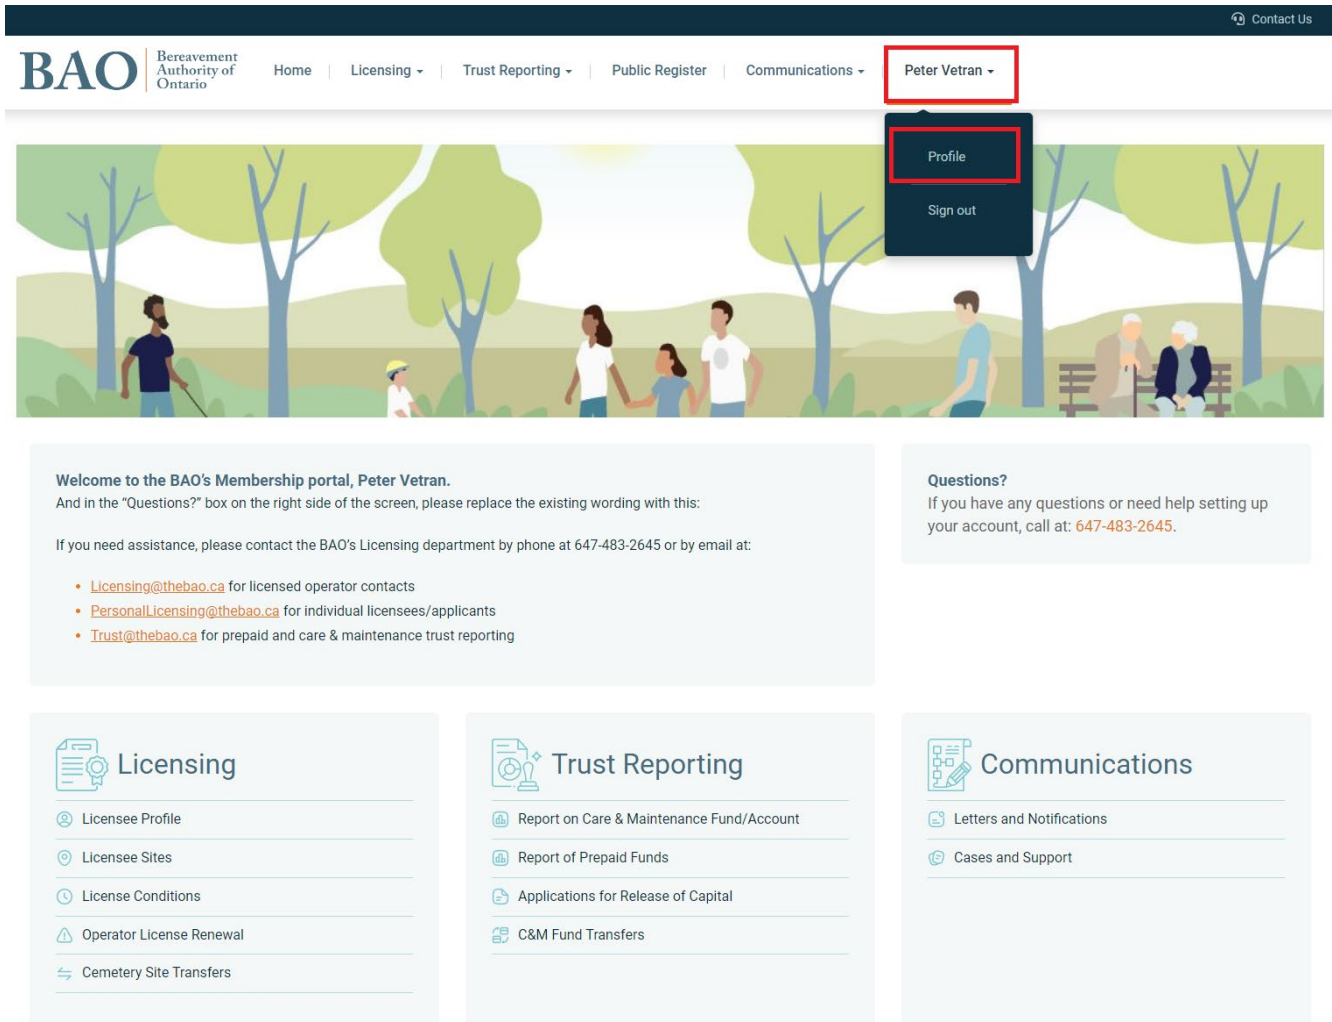 Contact Us
BAO
Bereavement
Authority of
Ontario
Home
Licensing
Trust Reporting
Public Register
Communications
Peter Vetran
Profile
Sign out
Welcome to the BAO’s Membership portal, Peter Vetran.
And in the “Questions?” box on the right side of the screen, please replace the existing wording with this:
If you need assistance, please contact the BAO’s Licensing department by phone at 647-483-2645 or by email at:
• Licensing@thebao.ca for licensed operator contacts
• PersonalLicensing@thebao.ca for individual licensees/applicants
• Trust@thebao.ca for prepaid and care & maintenance trust reporting
Questions?
If you have any questions or need help setting up
your account, call at: 647-483-2645.
Licensing
Licensee Profile
Licensee Sites
License Conditions
Operator License Renewal
Cemetery Site Transfers
Trust Reporting
Report on Care & Maintenance Fund/Account
Report of Prepaid Funds
Applications for Release of Capital
C&M Fund Transfers
Communications
Letters and Notifications
Cases and Support